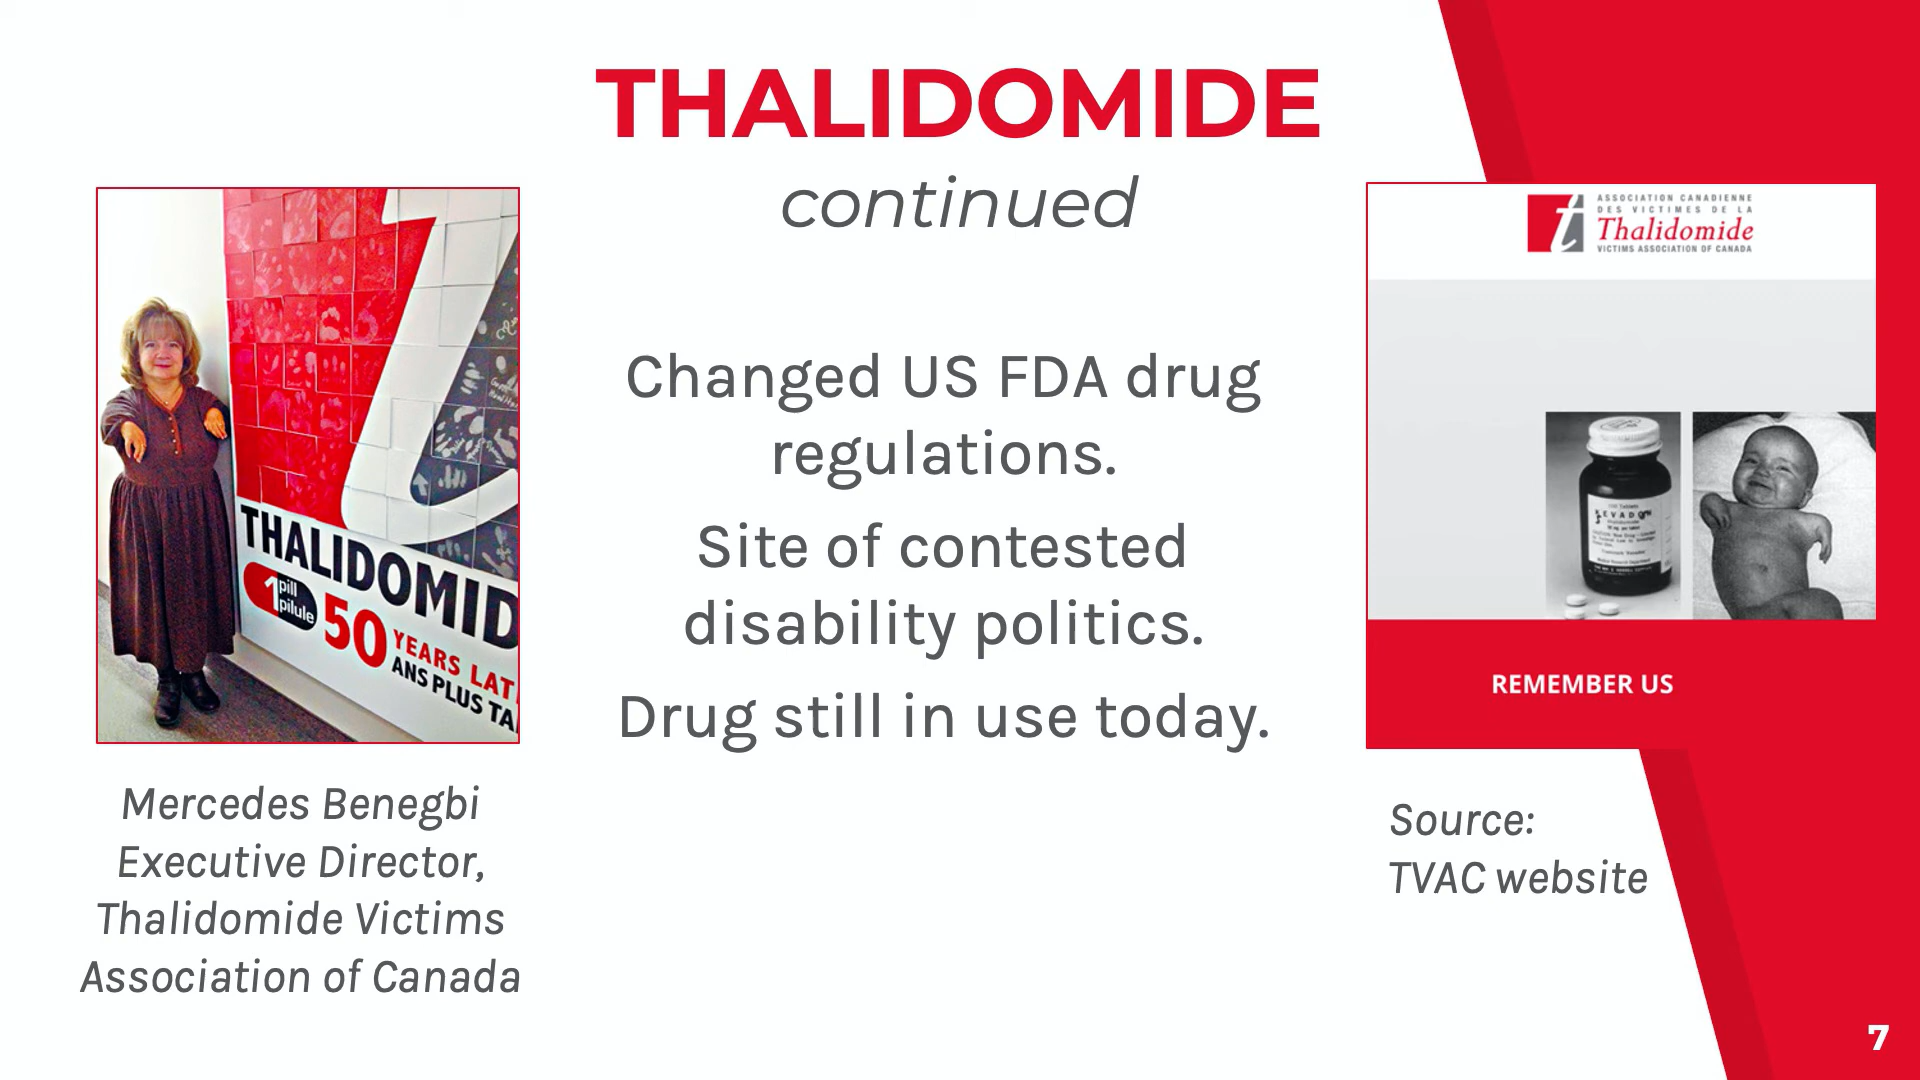 THALIDOMIDE
continued
THALIDOMID
1 pill
pilule
50 YEARS LAT
ANS PLUS TA
Mercedes Benegbi
Executive Director,
Thalidomide Victims
Association of Canada
Changed US FDA drug
regulations.
Site of contested
disability politics.
Drug still in use today.
ASSOCIATION CANADIENNE
DES VICTIMES DE LA
Thalidomide
VICTIMS ASSOCIATION OF CANADA
KEVADON
REMEMBER US
Source:
TVAC website
7